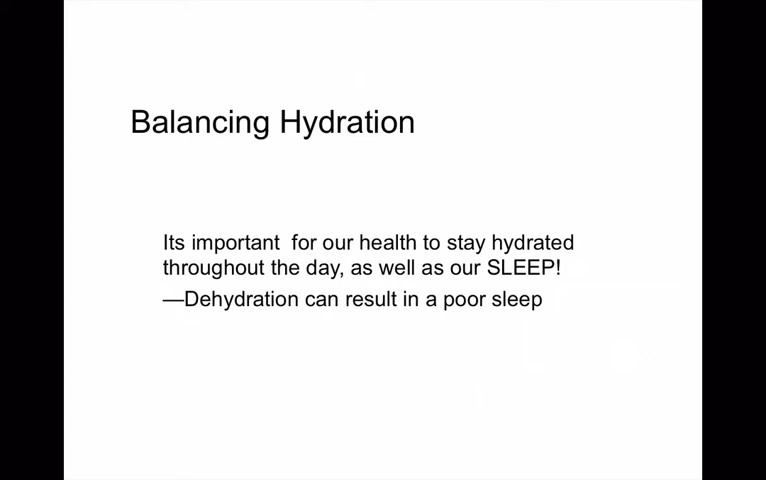 Balancing Hydration
Its important  for our health to stay hydrated
throughout the day, as well as our SLEEP!
—Dehydration can result in a poor sleep